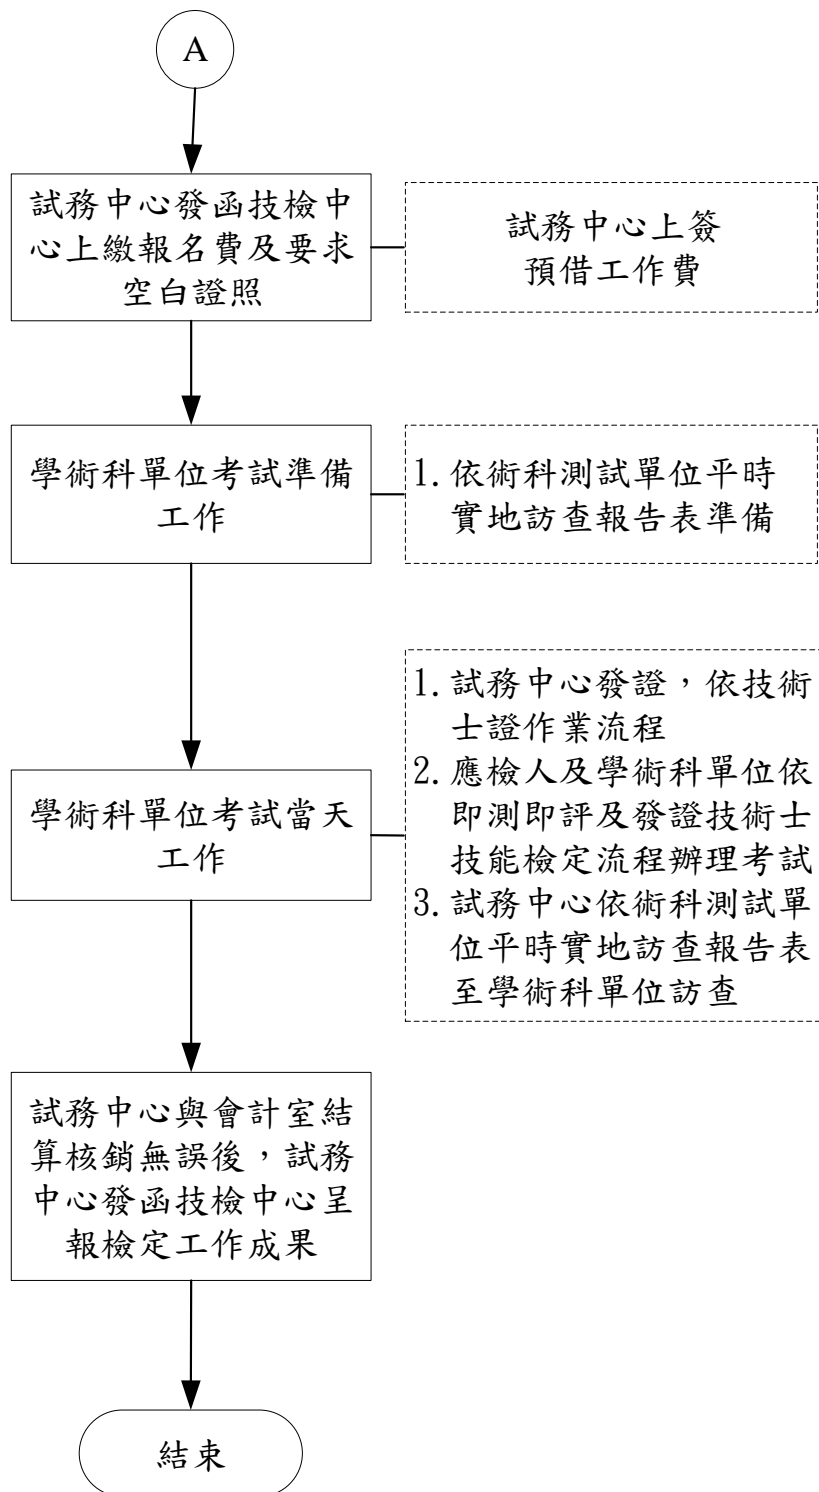 A
試務中心發函技檢中
心上繳報名費及要求
空白證照
試務中心上簽
預借工作費
學術科單位考試準備
工作
1. 依術科測試單位平時
實地訪查報告表準備
學術科單位考試當天
工作
1. 試務中心發證，依技術
士證作業流程
2. 應檢人及學術科單位依
即測即評及發證技術士
技能檢定流程辦理考試
3. 試務中心依術科測試單
位平時實地訪查報告表
至學術科單位訪查
試務中心與會計室結
算核銷無誤後，試務
中心發函技檢中心呈
報檢定工作成果
結束